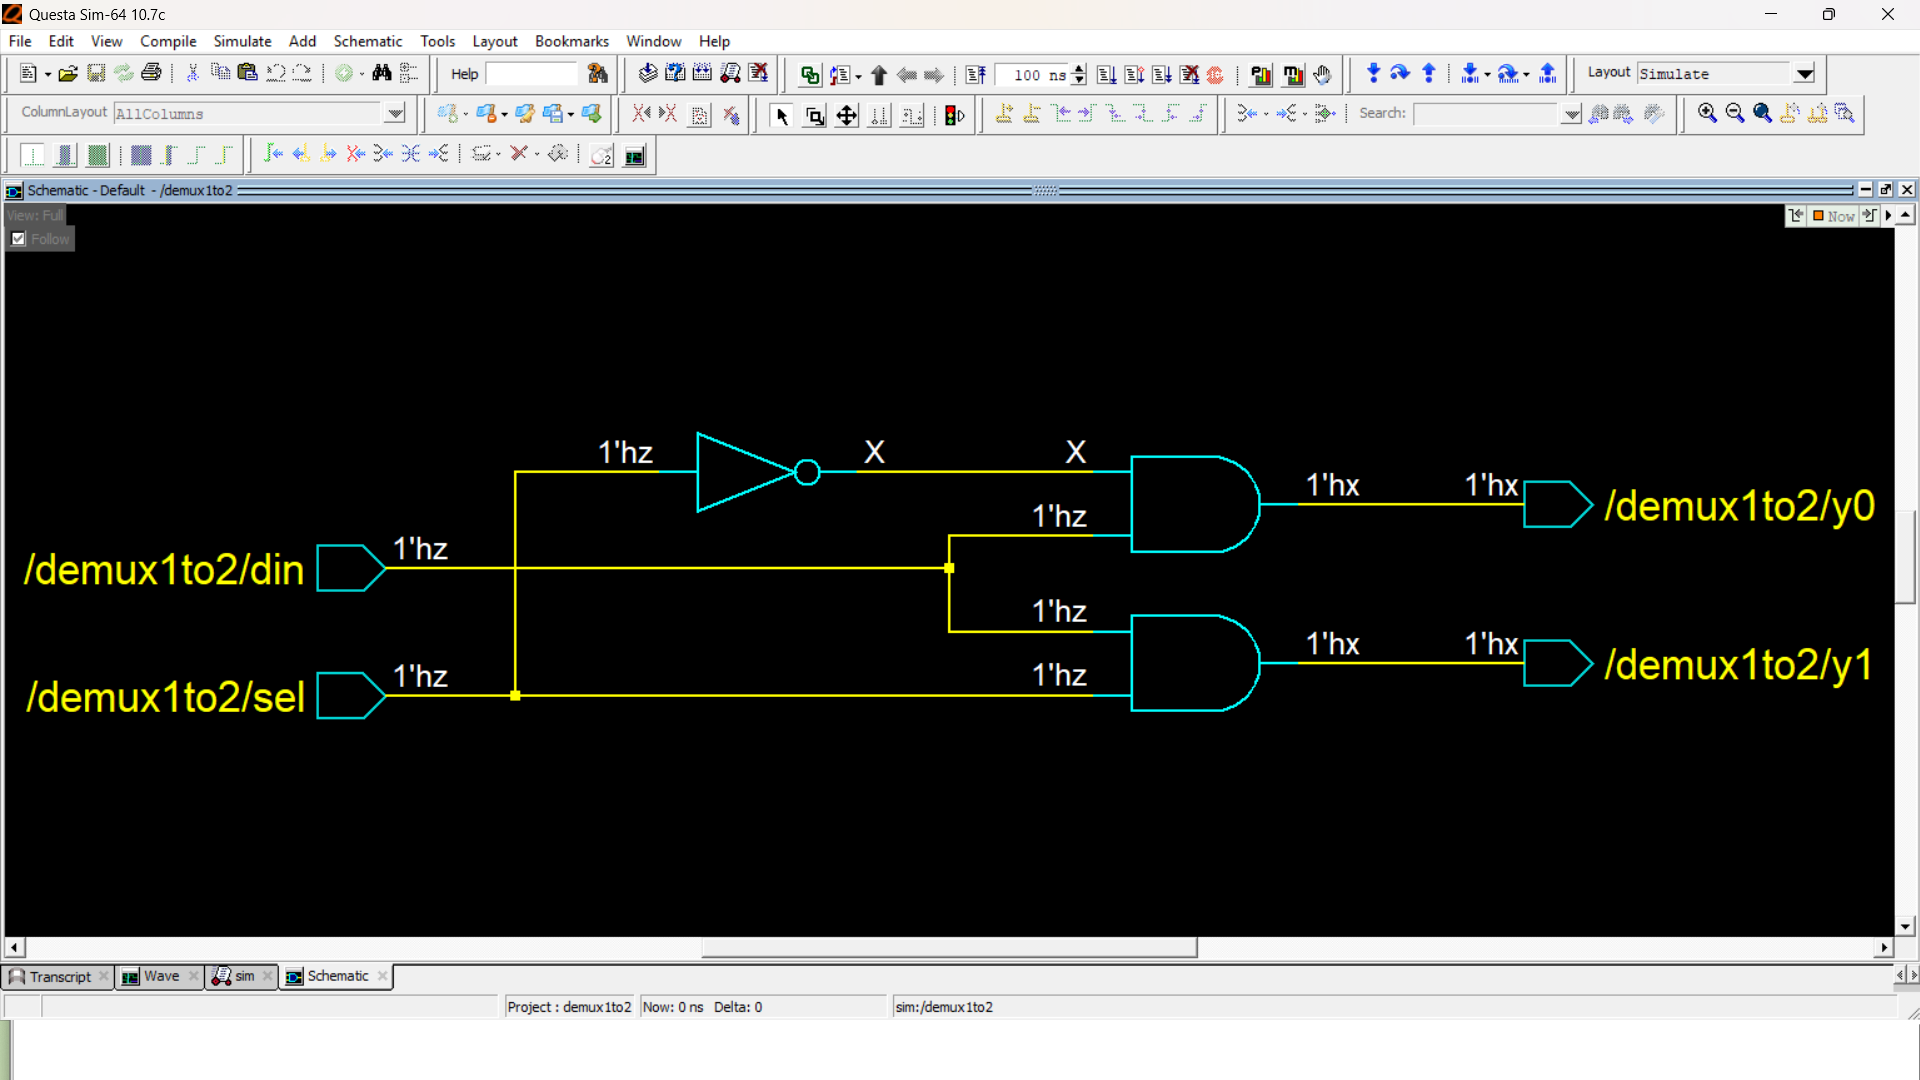 Questa Sim-64 10.7c
File Edit View Compile Simulate Add Schematic Tools Layout Bookmarks Window Help
Help 100 ns Layout Simulate
ColumnLayout AllColumns Search:
Schematic - Default - /demux1to2
View: Full
Now
Follow
1'hz X X
1'hx 1'hx /demux1to2/y0
1'hz
/demux1to2/din 1'hz
1'hz
1'hx 1'hx /demux1to2/y1
/demux1to2/sel 1'hz 1'hz
Transcript Wave sim Schematic
Project : demux1to2 Now: 0 ns Delta: 0 sim:/demux1to2